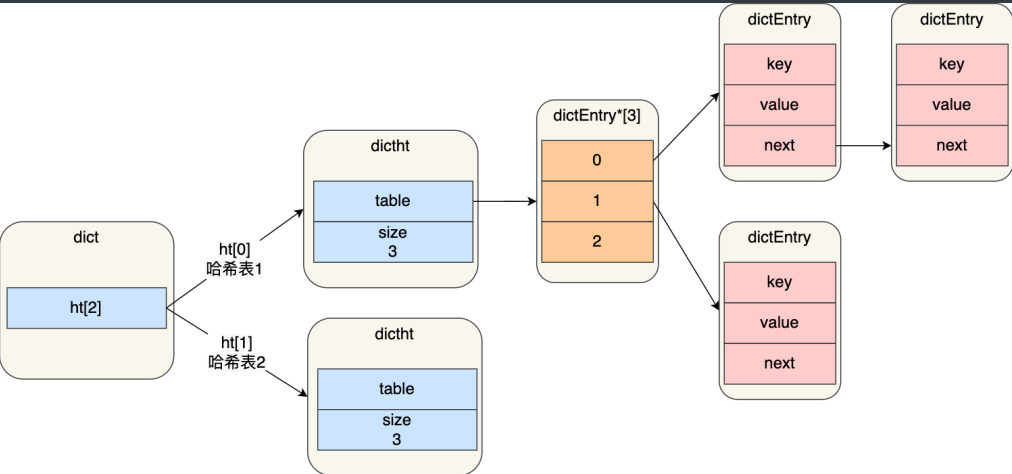 dict
ht[2]
ht[0]
哈希表1
ht[1]
哈希表2
dictht
table
size
3
dictht
table
size
3
dictEntry*[3]
0
1
2
dictEntry
key
value
next
dictEntry
key
value
next
dictEntry
key
value
next